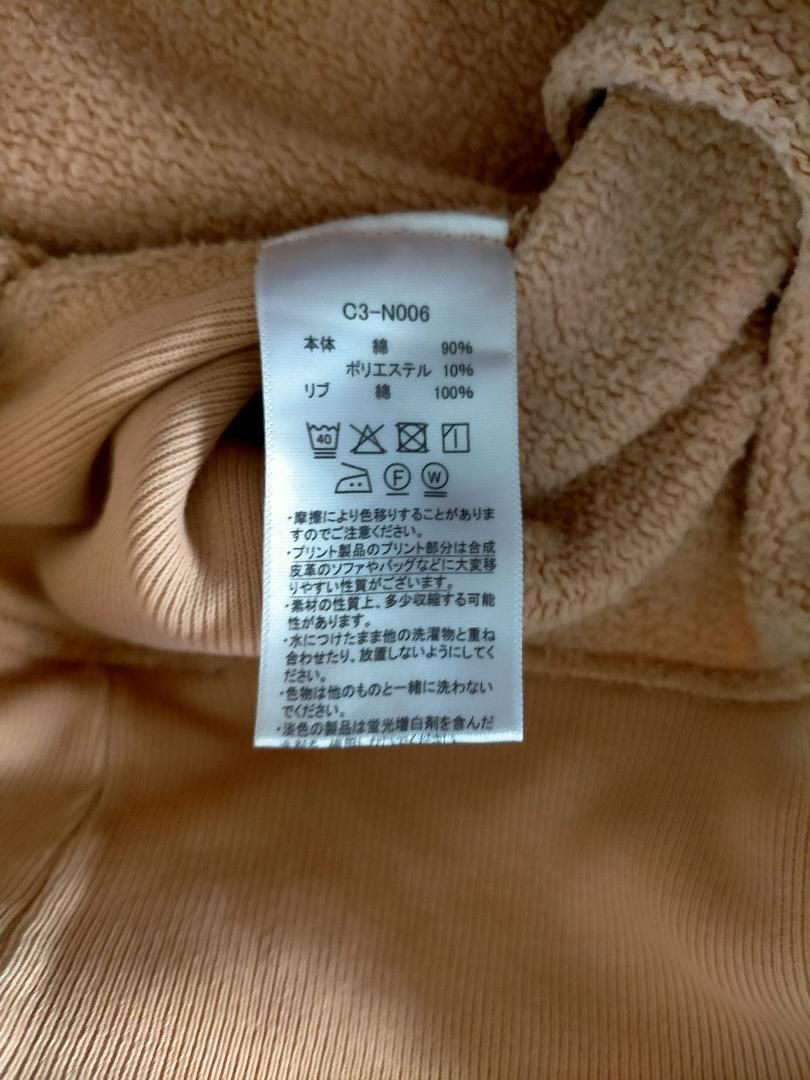 C3-N006
本体 綿 90%
ポリエステル 10%
リブ 綿 100%
40
F W
・摩擦により色移りすることがありま
すのでご注意ください。
・プリント製品のプリント部分は合成
皮革のソファやバッグなどに大変移
りやすい性質がございます。
・素材の性質上、多少収縮する可能
性があります。
・水につけたまま他の洗濯物と重ね
合わせたり、放置しないようにしてく
ださい。
・色物は他のものと一緒に洗わない
でください。
・淡色の製品は蛍光増白剤を含んだ